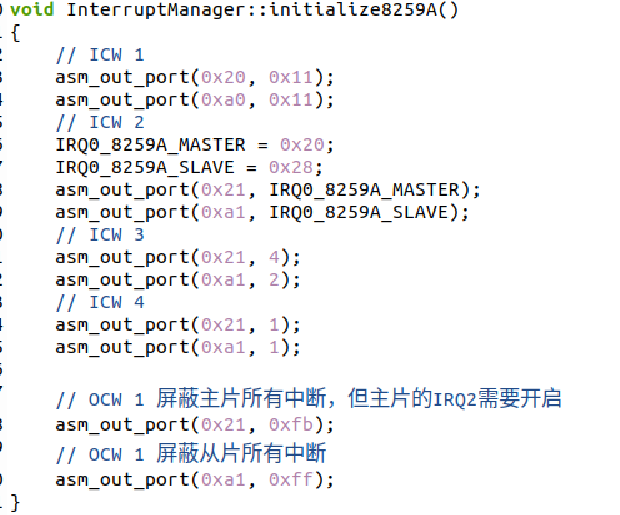 void InterruptManager::initialize8259A()
{
    // ICW 1
    asm_out_port(0x20, 0x11);
    asm_out_port(0xa0, 0x11);
    // ICW 2
    IRQ0_8259A_MASTER = 0x20;
    IRQ0_8259A_SLAVE = 0x28;
    asm_out_port(0x21, IRQ0_8259A_MASTER);
    asm_out_port(0xa1, IRQ0_8259A_SLAVE);
    // ICW 3
    asm_out_port(0x21, 4);
    asm_out_port(0xa1, 2);
    // ICW 4
    asm_out_port(0x21, 1);
    asm_out_port(0xa1, 1);

    // OCW 1 屏蔽主片所有中断，但主片的IRQ2需要开启
    asm_out_port(0x21, 0xfb);
    // OCW 1 屏蔽从片所有中断
    asm_out_port(0xa1, 0xff);
}